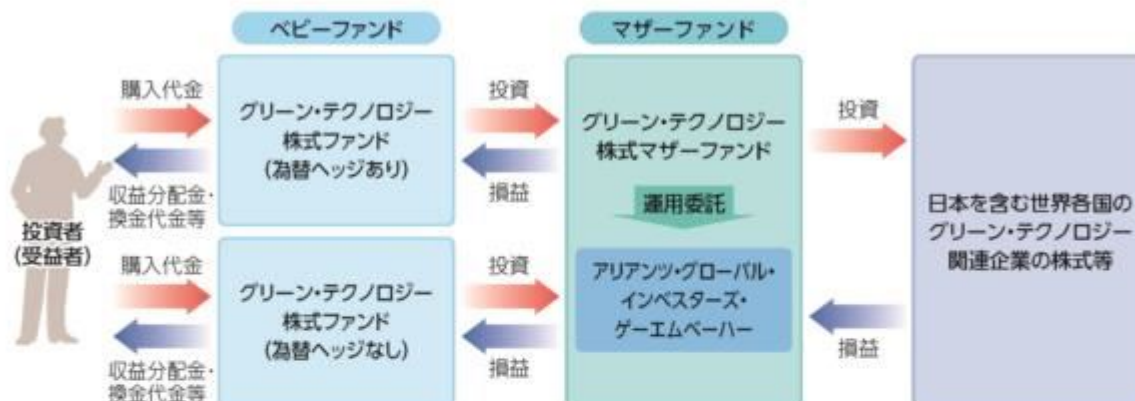 ベビーファンド
マザーファンド
購入代金
収益分配金・
換金代金等
投資者
(受益者)
購入代金
収益分配金・
換金代金等
グリーン・テクノロジー
株式ファンド
(為替ヘッジあり)
グリーン・テクノロジー
株式ファンド
(為替ヘッジなし)
投資
損益
投資
損益
グリーン・テクノロジー
株式マザーファンド
運用委託
アリアンツ・グローバル・
インベスターズ・
ゲーエムベーハー
投資
損益
日本を含む世界各国の
グリーン・テクノロジー
関連企業の株式等